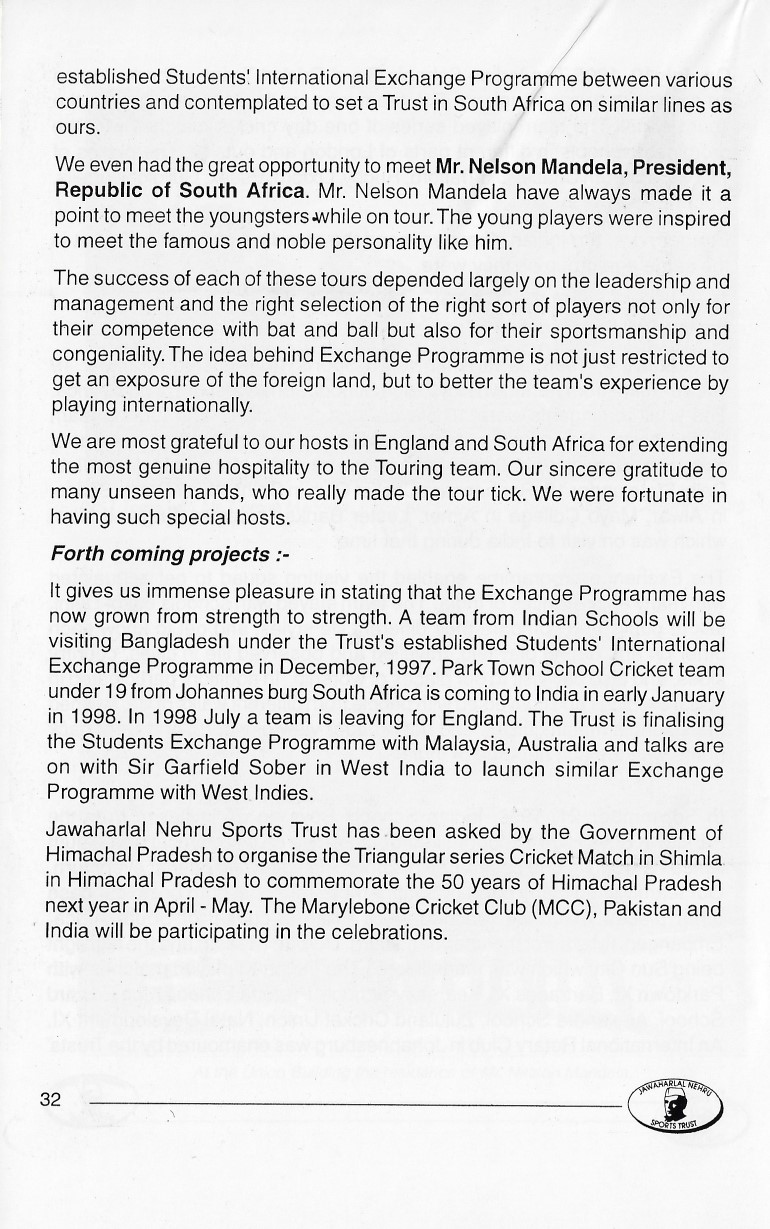 established Students' International Exchange Programme between various
countries and contemplated to set a Trust in South Africa on similar lines as
ours.
We even had the great opportunity to meet Mr. Nelson Mandela, President,
Republic of South Africa. Mr. Nelson Mandela have always made it a
point to meet the youngsters while on tour. The young players were inspired
to meet the famous and noble personality like him.
The success of each of these tours depended largely on the leadership and
management and the right selection of the right sort of players not only for
their competence with bat and ball but also for their sportsmanship and
congeniality. The idea behind Exchange Programme is not just restricted to
get an exposure of the foreign land, but to better the team's experience by
playing internationally.
We are most grateful to our hosts in England and South Africa for extending
the most genuine hospitality to the Touring team. Our sincere gratitude to
many unseen hands, who really made the tour tick. We were fortunate in
having such special hosts.
Forth coming projects :-
It gives us immense pleasure in stating that the Exchange Programme has
now grown from strength to strength. A team from Indian Schools will be
visiting Bangladesh under the Trust's established Students' International
Exchange Programme in December, 1997. Park Town School Cricket team
under 19 from Johannes burg South Africa is coming to India in early January
in 1998. In 1998 July a team is leaving for England. The Trust is finalising
the Students Exchange Programme with Malaysia, Australia and talks are
on with Sir Garfield Sober in West India to launch similar Exchange
Programme with West Indies.
Jawaharlal Nehru Sports Trust has been asked by the Government of
Himachal Pradesh to organise the Triangular series Cricket Match in Shimla
in Himachal Pradesh to commemorate the 50 years of Himachal Pradesh
next year in April - May. The Marylebone Cricket Club (MCC), Pakistan and
India will be participating in the celebrations.
32
JAWAHARLAL NEHRU
SPORTS TRUST